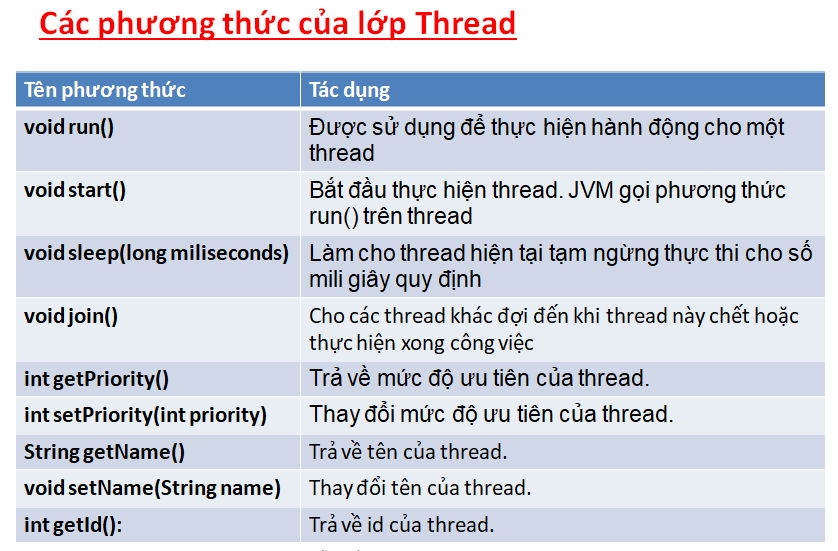 Các phương thức của lớp Thread
Tên phương thức
Tác dụng
void run()
Được sử dụng để thực hiện hành động cho một
thread
void start()
Bắt đầu thực hiện thread. JVM gọi phương thức
run() trên thread
void sleep(long miliseconds)
Làm cho thread hiện tại tạm ngừng thực thi cho số
mili giây quy định
void join()
Cho các thread khác đợi đến khi thread này chết hoặc
thực hiện xong công việc
int getPriority()
Trả về mức độ ưu tiên của thread.
int setPriority(int priority)
Thay đổi mức độ ưu tiên của thread.
String getName()
Trả về tên của thread.
void setName(String name)
Thay đổi tên của thread.
int getId():
Trả về id của thread.